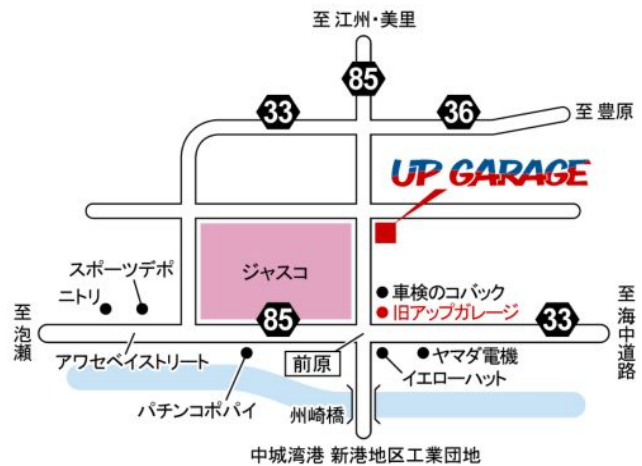 至 江州・美里
85
33
36
至 豊原
UP GARAGE
スポーツデポ
ジャスコ
車検のコバック
ニトリ
旧アップガレージ
至 泡瀬
85
33
至 海中道路
アワセベイストリート
前原
ヤマダ電機
イエローハット
パチンコポパイ
州崎橋
中城湾港 新港地区工業団地